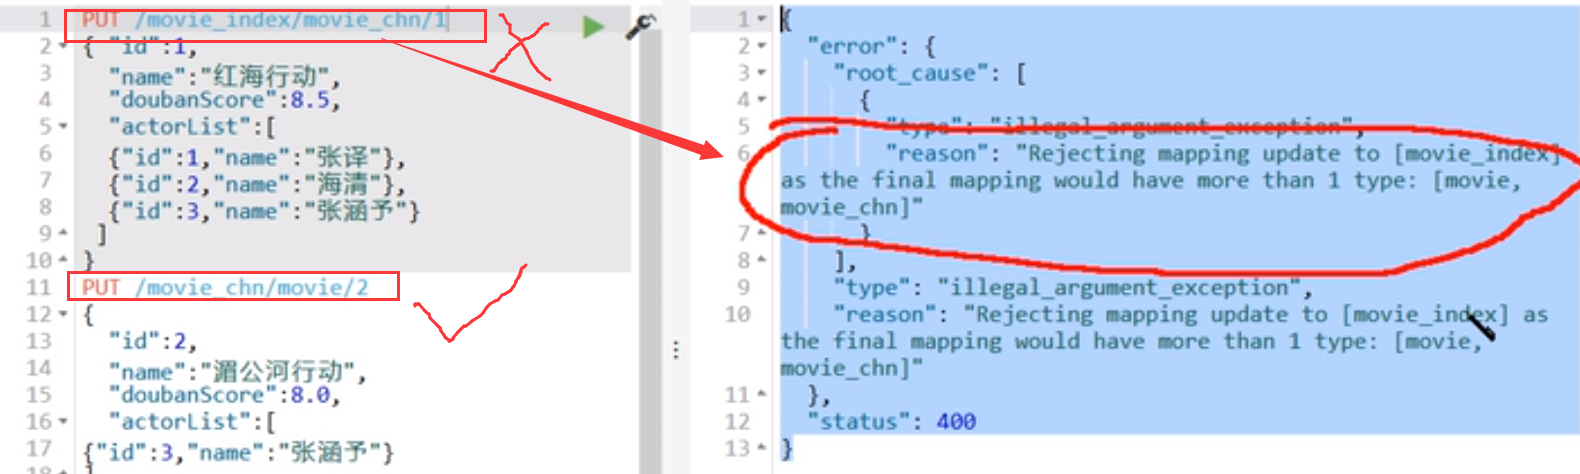 1 PUT /movie_index/movie_chn/1
2 { "id":1,
3 "name":"红海行动",
4 "doubanScore":8.5,
5 "actorList":[
6 {"id":1,"name":"张译"},
7 {"id":2,"name":"海清"},
8 {"id":3,"name":"张涵予"}
9 ]
10 }
11 PUT /movie_chn/movie/2
12 {
13 "id":2,
14 "name":"湄公河行动",
15 "doubanScore":8.0,
16 "actorList":[
17 {"id":3,"name":"张涵予"}
18 ]
1 {
2 "error": {
3 "root_cause": [
4 {
5 "type": "illegal_argument_exception",
6 "reason": "Rejecting mapping update to [movie_index]
as the final mapping would have more than 1 type: [movie,
movie_chn]"
7 }
8 ],
9 "type": "illegal_argument_exception",
10 "reason": "Rejecting mapping update to [movie_index] as
the final mapping would have more than 1 type: [movie,
movie_chn]"
11 },
12 "status": 400
13 }